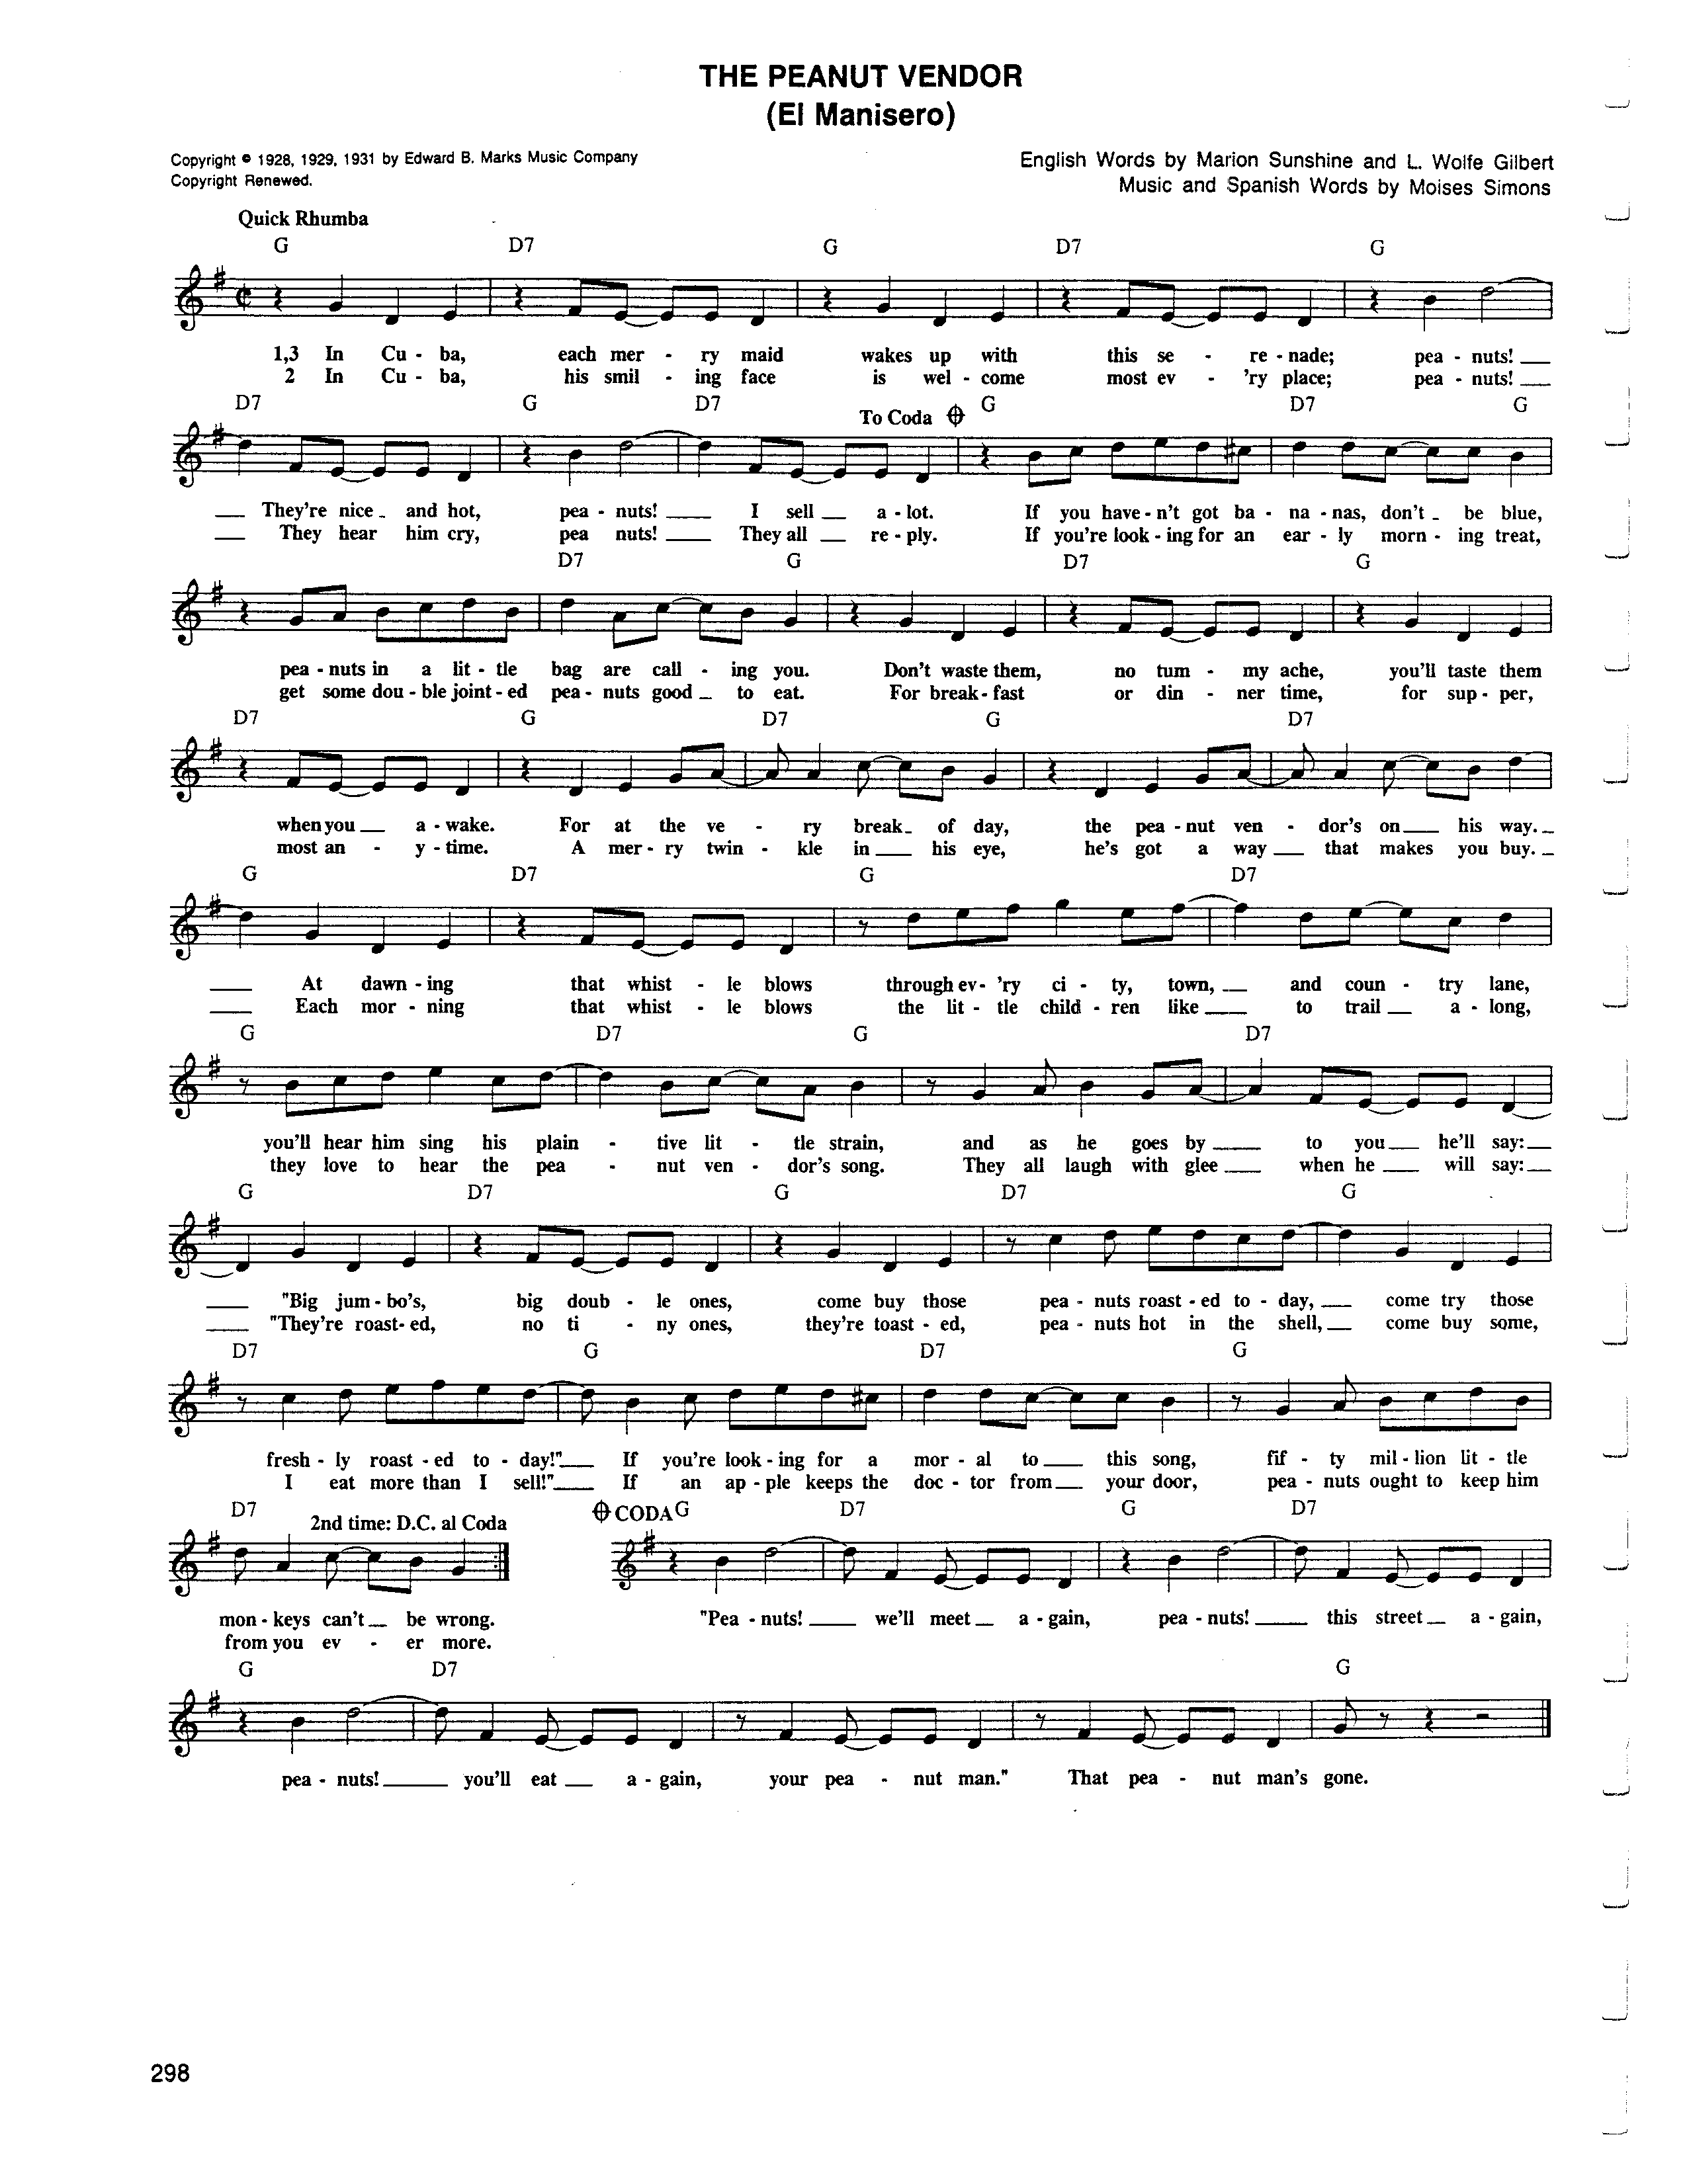 THE PEANUT VENDOR
(El Manisero)
Copyright © 1928, 1929, 1931 by Edward B. Marks Music Company
Copyright Renewed.
English Words by Marion Sunshine and L. Wolfe Gilbert
Music and Spanish Words by Moises Simons
Quick Rhumba
G D7 G D7 G
1,3 In Cu - ba, each mer - ry maid wakes up with this se - re - nade; pea - nuts!
2 In Cu - ba, his smil - ing face is wel - come most ev - 'ry place; pea - nuts!
D7 G D7 To Coda G D7 G
They're nice and hot, pea - nuts! I sell a - lot. If you have - n't got ba - na - nas, don't be blue,
They hear him cry, pea nuts! They all re - ply. If you're look - ing for an ear - ly morn - ing treat,
D7 G D7 G
pea - nuts in a lit - tle bag are call - ing you. Don't waste them, no tum - my ache, you'll taste them
get some dou - ble joint - ed pea - nuts good to eat. For break - fast or din - ner time, for sup - per,
D7 G D7 G D7
when you a - wake. For at the ve - ry break of day, the pea - nut ven - dor's on his way.
most an - y - time. A mer - ry twin - kle in his eye, he's got a way that makes you buy.
G D7 G D7
At dawn - ing that whist - le blows through ev - 'ry ci - ty, town, and coun - try lane,
Each mor - ning that whist - le blows the lit - tle child - ren like to trail a - long,
G D7 G D7
you'll hear him sing his plain - tive lit - tle strain, and as he goes by to you he'll say:
they love to hear the pea - nut ven - dor's song. They all laugh with glee when he will say:
G D7 G D7 G
"Big jum - bo's, big doub - le ones, come buy those pea - nuts roast - ed to - day, come try those
"They're roast - ed, no ti - ny ones, they're toast - ed, pea - nuts hot in the shell, come buy some,
D7 G D7 G
fresh - ly roast - ed to - day!" If you're look - ing for a mor - al to this song, fif - ty mil - lion lit - tle
I eat more than I sell!" If an ap - ple keeps the doc - tor from your door, pea - nuts ought to keep him
D7 2nd time: D.C. al Coda CODA G D7 G D7
mon - keys can't be wrong. "Pea - nuts! we'll meet a - gain, pea - nuts! this street a - gain,
from you ev - er more.
G D7 G
pea - nuts! you'll eat a - gain, your pea - nut man." That pea - nut man's gone.
298